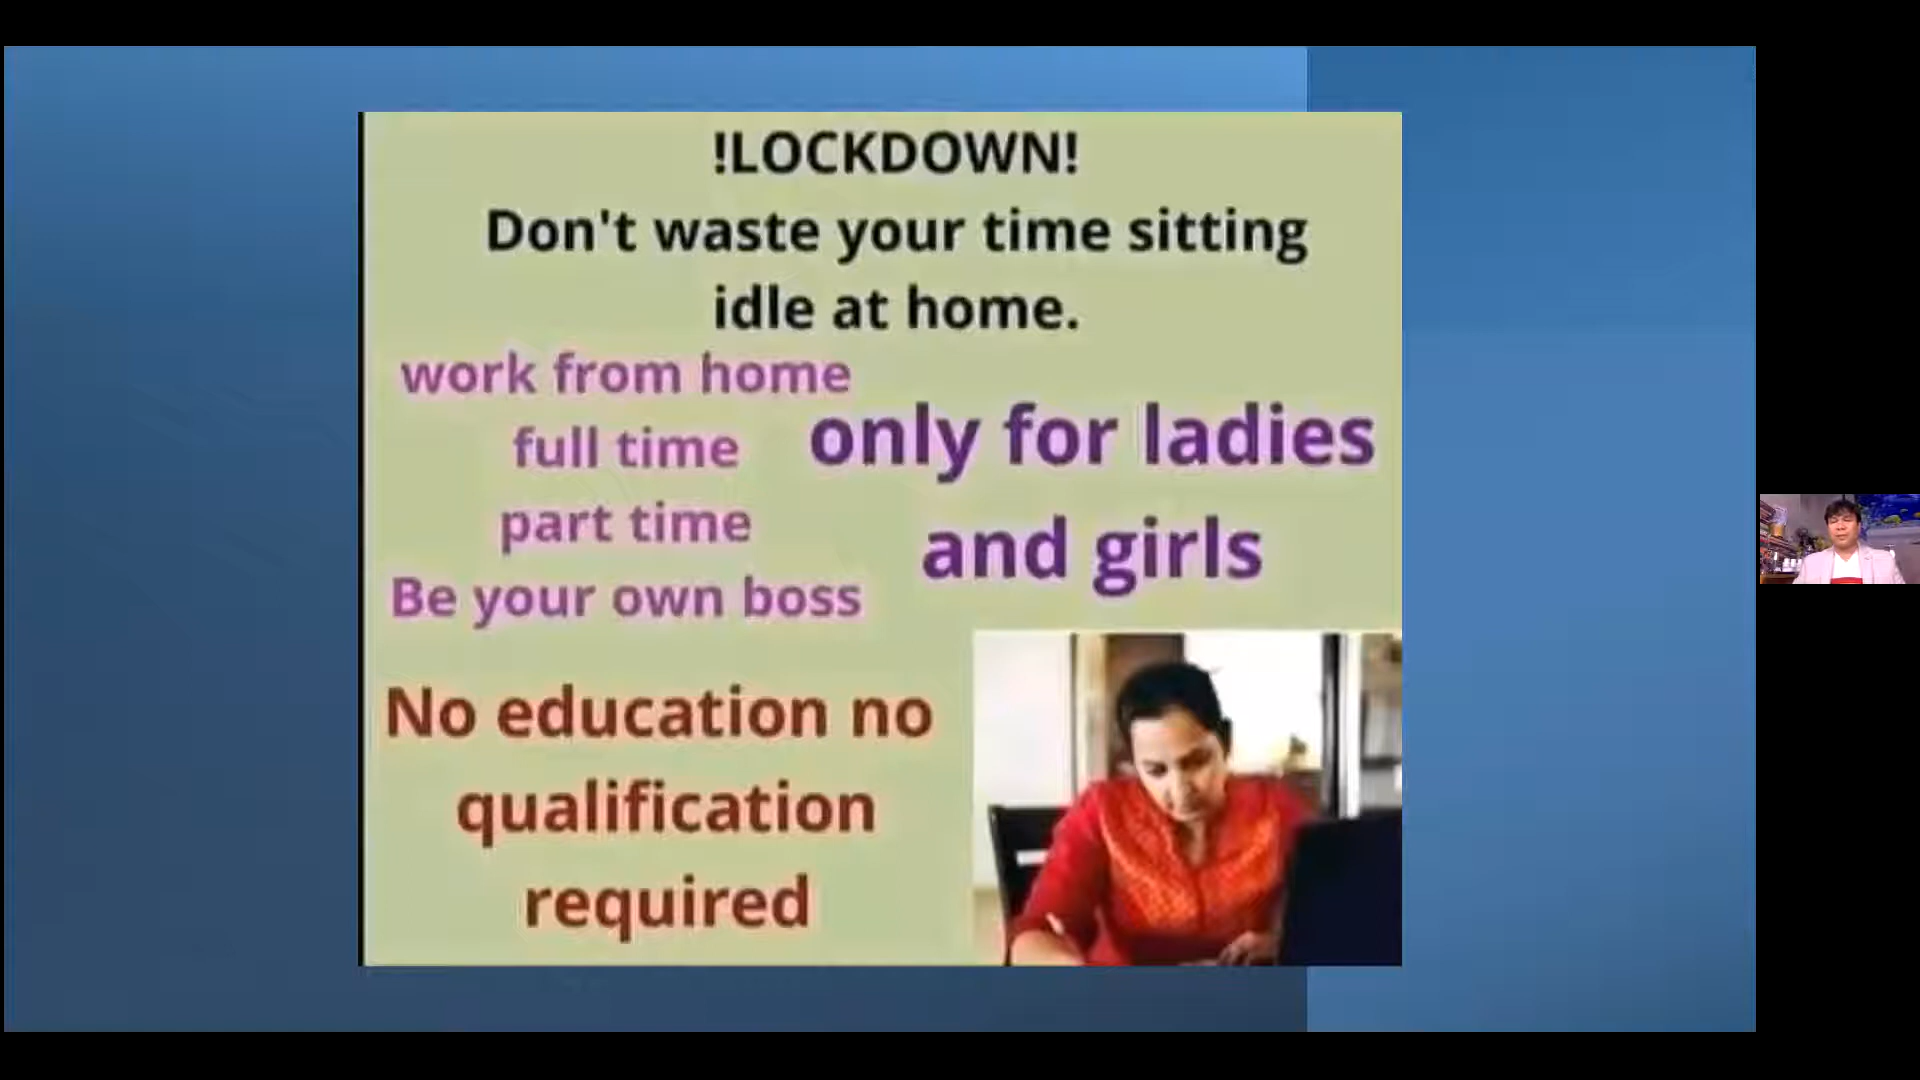 !LOCKDOWN!
Don't waste your time sitting
idle at home.
work from home
full time
part time
Be your own boss
only for ladies
and girls
No education no
qualification
required